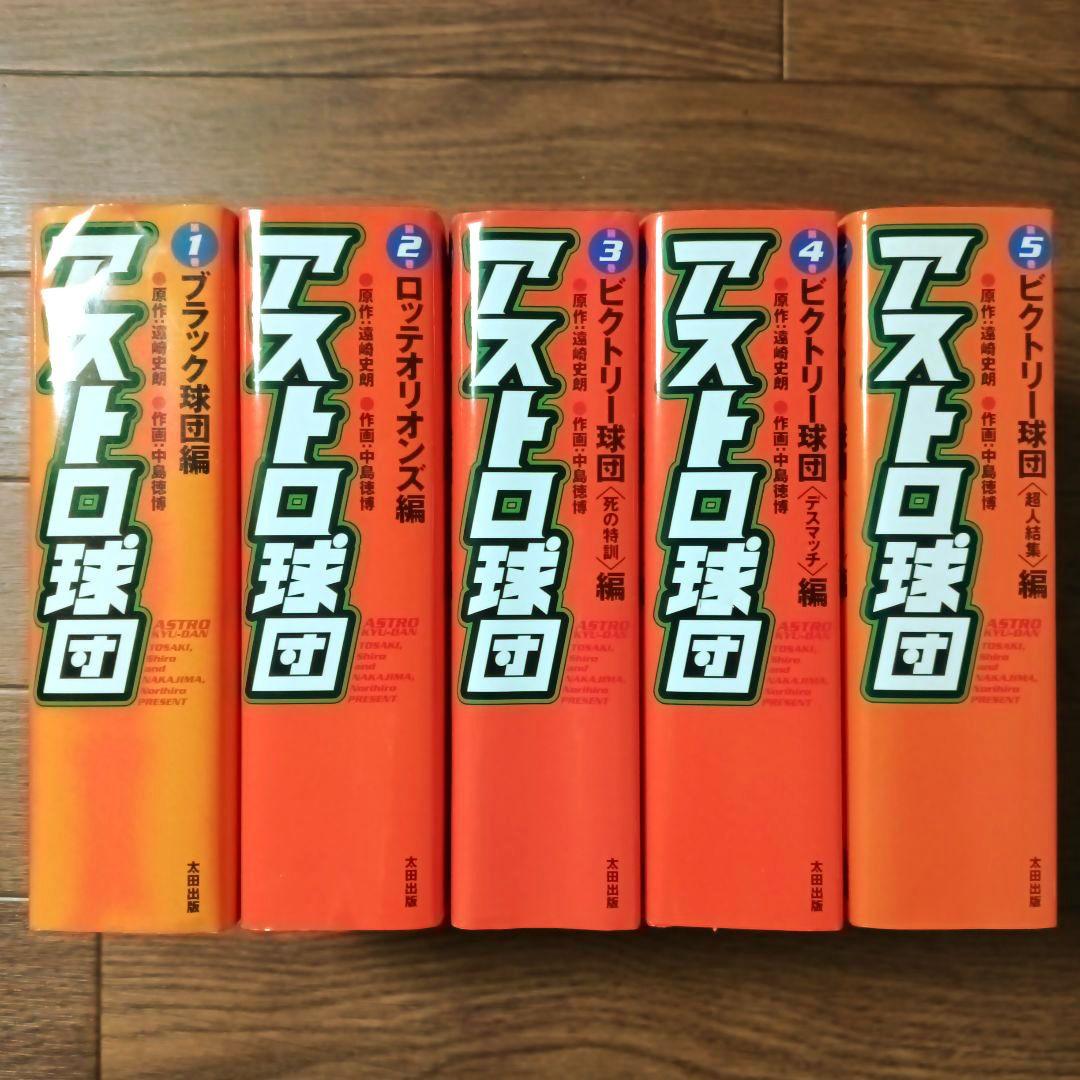 第1巻
ブラック球団編
●原作:遠崎史朗 ●作画:中島徳博
アストロ球団
ASTRO
KYU-DAN
TOSAKI,
Shiro
and
NAKAJIMA,
Norihiro
PRESENT
太田出版
第2巻
ロッテオリオンズ編
●原作:遠崎史朗 ●作画:中島徳博
アストロ球団
ASTRO
KYU-DAN
TOSAKI,
Shiro
and
NAKAJIMA,
Norihiro
PRESENT
太田出版
第3巻
ビクトリー球団〈死の特訓〉編
●原作:遠崎史朗 ●作画:中島徳博
アストロ球団
ASTRO
KYU-DAN
TOSAKI,
Shiro
and
NAKAJIMA,
Norihiro
PRESENT
太田出版
第4巻
ビクトリー球団〈デスマッチ〉編
●原作:遠崎史朗 ●作画:中島徳博
アストロ球団
ASTRO
KYU-DAN
TOSAKI,
Shiro
and
NAKAJIMA,
Norihiro
PRESENT
太田出版
第5巻
ビクトリー球団〈超人結集〉編
●原作:遠崎史朗 ●作画:中島徳博
アストロ球団
ASTRO
KYU-DAN
TOSAKI,
Shiro
and
NAKAJIMA,
Norihiro
PRESENT
太田出版